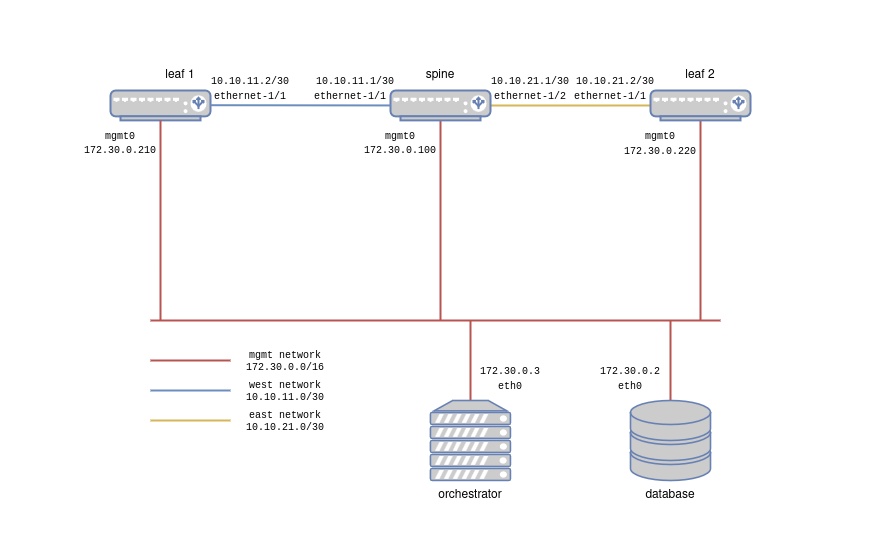 leaf 1
spine
leaf 2
10.10.11.2/30
10.10.11.1/30
10.10.21.1/30
10.10.21.2/30
ethernet-1/1
ethernet-1/1
ethernet-1/2
ethernet-1/1
mgmt0
172.30.0.210
mgmt0
172.30.0.100
mgmt0
172.30.0.220
mgmt network
172.30.0.0/16
west network
10.10.11.0/30
east network
10.10.21.0/30
172.30.0.3
eth0
172.30.0.2
eth0
orchestrator
database